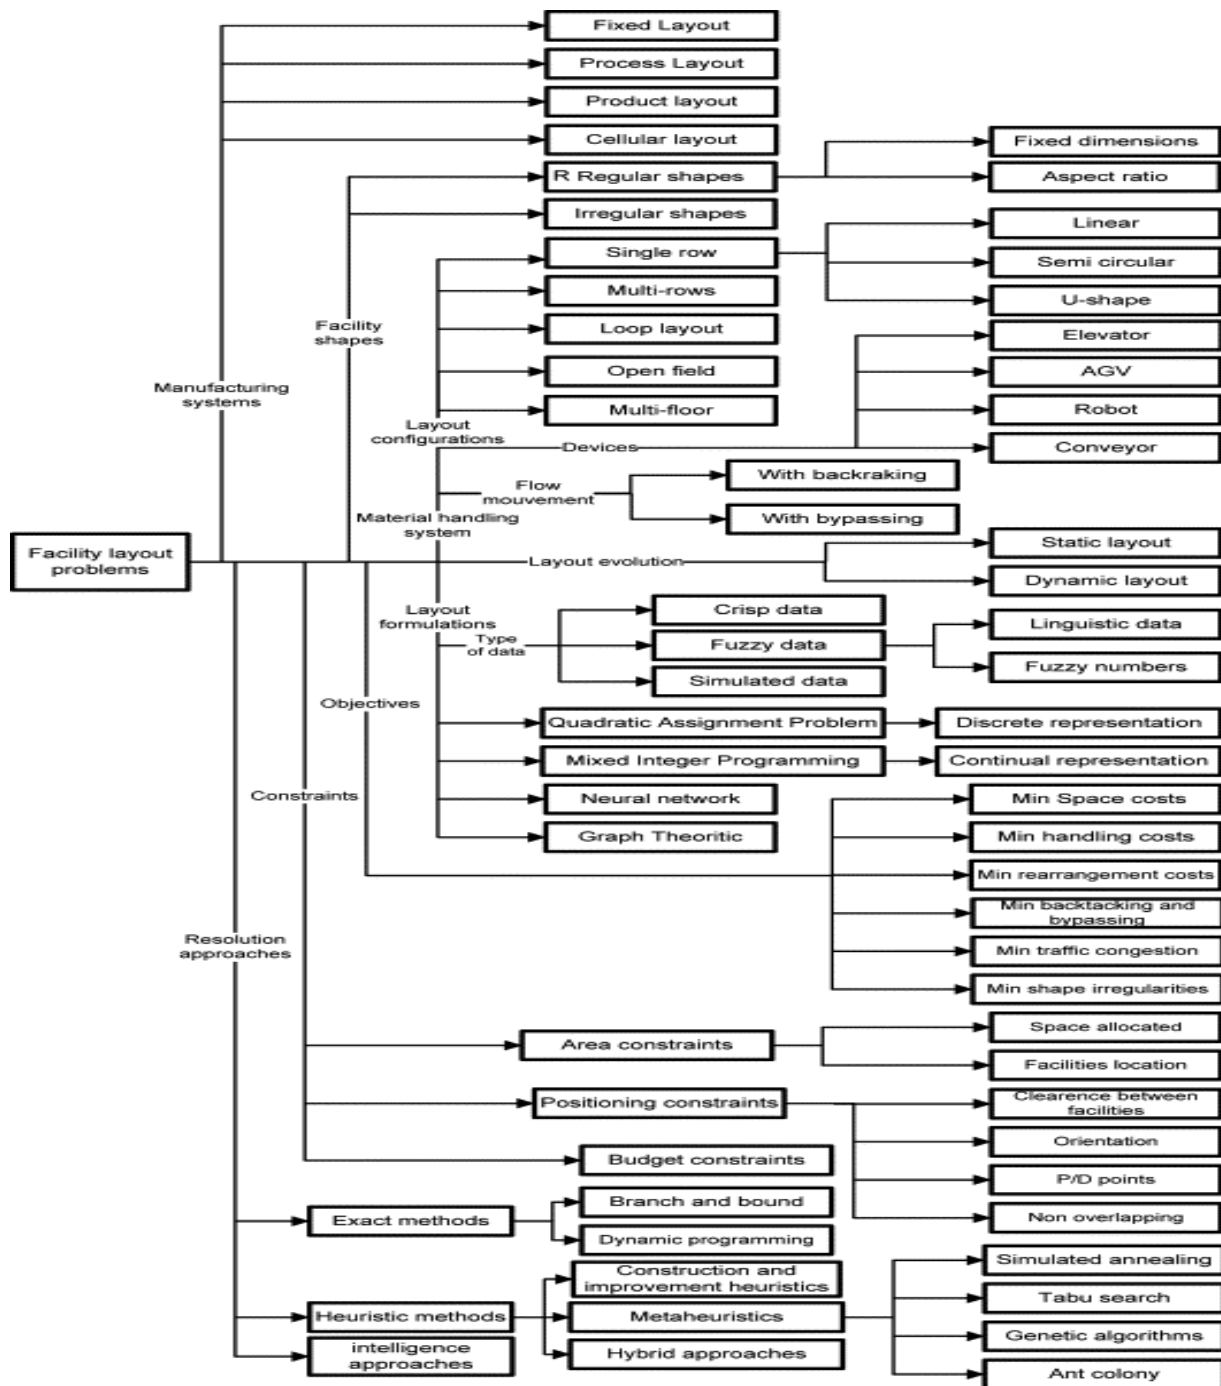 Fixed Layout
Process Layout
Product layout
Cellular layout
R Regular shapes
Fixed dimensions
Aspect ratio
Irregular shapes
Single row
Linear
Semi circular
U-shape
Multi-rows
Loop layout
Open field
Multi-floor
Facility
shapes
Manufacturing
systems
Layout
configurations
Devices
Elevator
AGV
Robot
Conveyor
Flow
mouvement
With backraking
With bypassing
Material handling
system
Facility layout
problems
Layout evolution
Static layout
Dynamic layout
Layout
formulations
Type
of data
Crisp data
Fuzzy data
Simulated data
Linguistic data
Fuzzy numbers
Objectives
Quadratic Assignment Problem
Discrete representation
Mixed Integer Programming
Continual representation
Constraints
Neural network
Graph Theoritic
Min Space costs
Min handling costs
Min rearrangement costs
Min backtacking and
bypassing
Min traffic congestion
Min shape irregularities
Resolution
approaches
Area constraints
Space allocated
Facilities location
Positioning constraints
Clearence between
facilities
Orientation
P/D points
Non overlapping
Budget constraints
Exact methods
Branch and bound
Dynamic programming
Construction and
improvement heuristics
Heuristic methods
Metaheuristics
Hybrid approaches
Simulated annealing
Tabu search
Genetic algorithms
Ant colony
intelligence
approaches